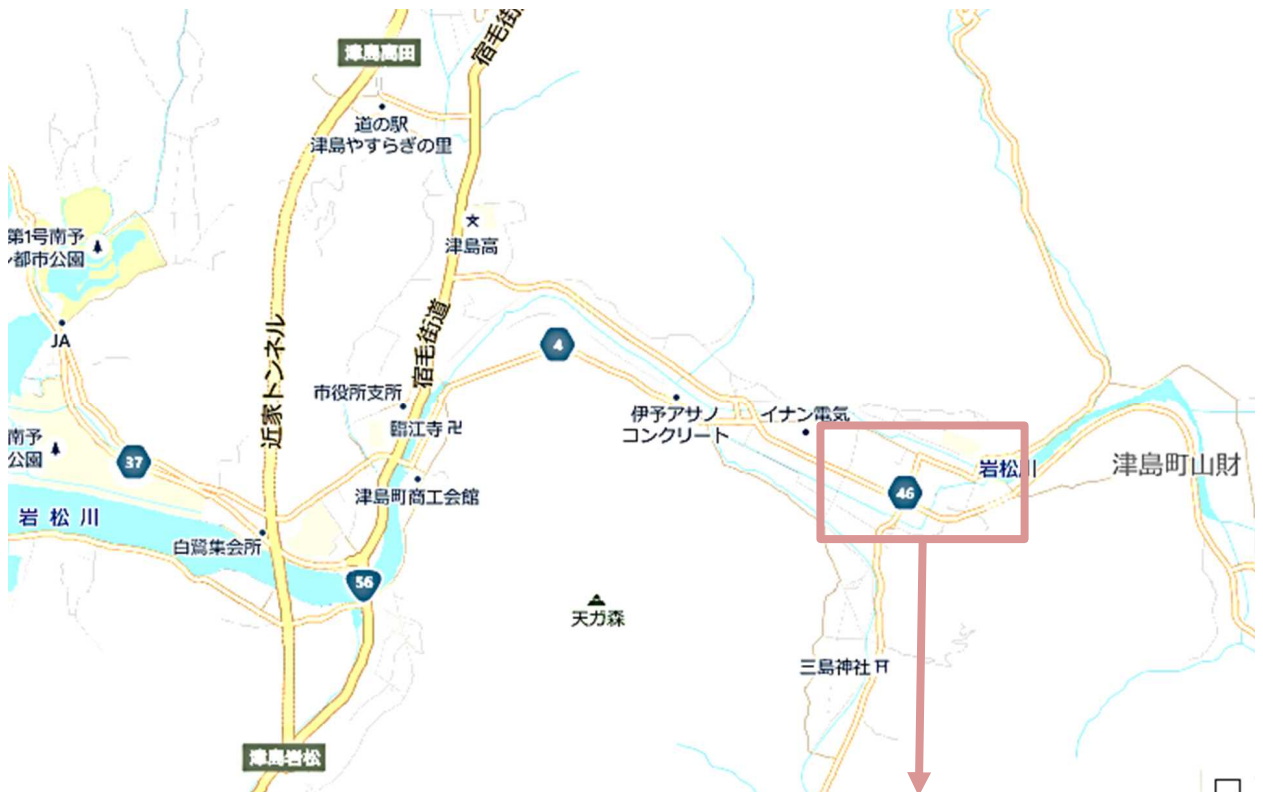 津島高田
宿毛街
道の駅
津島やすらぎの里
津島高
第1号南予
都市公園
JA
近家トンネル
宿毛街道
4
市役所支所
臨江寺
伊予アサノ
コンクリート
イナン電気
南予
公園
37
津島町商工会館
46
岩松川
津島町山財
岩松川
白鷺集会所
56
天ガ森
三島神社
津島岩松